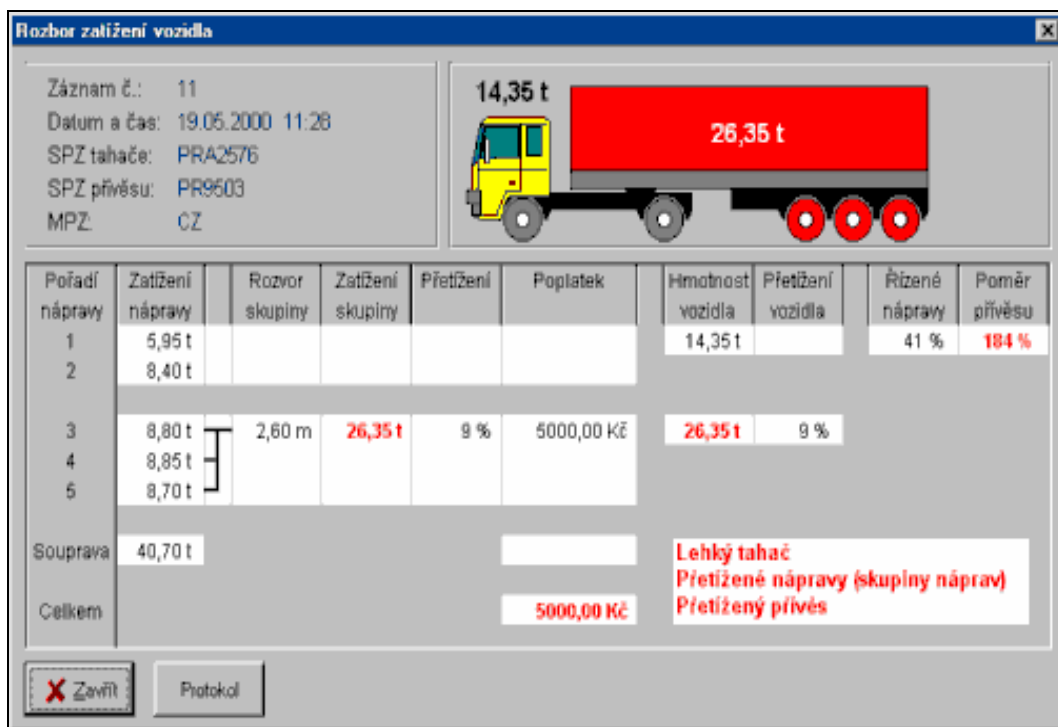 Rozbor zatížení vozidla
Záznam č.: 11
Datum a čas: 19.05.2000 11:28
SPZ tahače: PRA2576
SPZ přívěsu: PR9503
MPZ: CZ
14,35 t
26,35 t
Pořadí nápravy Zatížení nápravy Rozvor skupiny Zatížení skupiny Přetížení Poplatek Hmotnost vozidla Přetížení vozidla Řízené nápravy Poměr přívěsu
1 5,95 t 14,35 t 41 % 184 %
2 8,40 t
3 8,80 t 2,60 m 26,35 t 9 % 5000,00 Kč 26,35 t 9 %
4 8,85 t
5 8,70 t
Souprava 40,70 t
Lehký tahač
Přetížené nápravy (skupiny náprav)
Přetížený přívěs
Celkem 5000,00 Kč
Zavřít Protokol